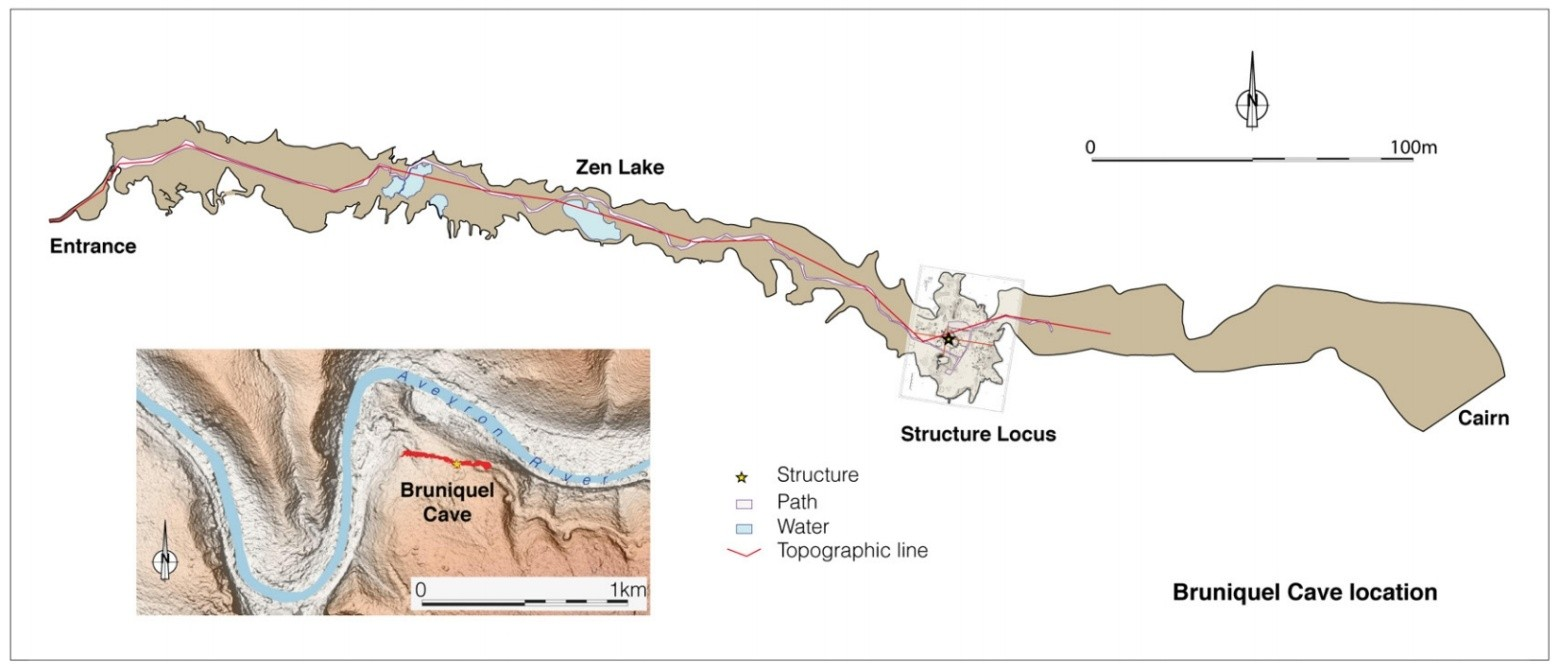 N
0 100m
Zen Lake
Entrance
Structure Locus
Cairn
Aveyron River
Bruniquel
Cave
N
0 1km
Structure
Path
Water
Topographic line
Bruniquel Cave location